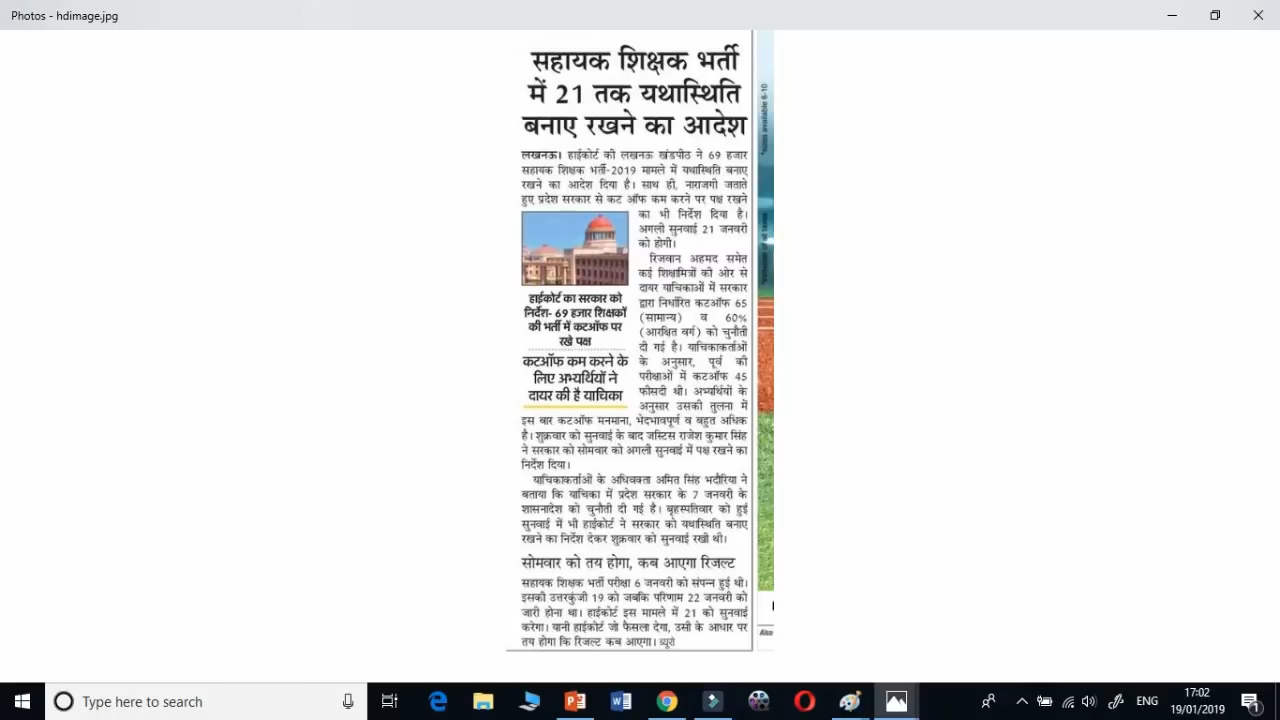 Photos - hdimage.jpg
सहायक शिक्षक भर्ती
में 21 तक यथास्थिति
बनाए रखने का आदेश
लखनऊ। हाईकोर्ट की लखनऊ खंडपीठ ने 69 हजार
सहायक शिक्षक भर्ती-2019 मामले में यथास्थिति बनाए
रखने का आदेश दिया है। साथ ही, नाराजगी जताते
हुए प्रदेश सरकार से कट ऑफ कम करने पर पक्ष रखने
का भी निर्देश दिया है।
अगली सुनवाई 21 जनवरी
को होगी।
रिजवान अहमद समेत
कई शिक्षामित्रों की ओर से
दायर याचिकाओं में सरकार
द्वारा निर्धारित कटऑफ 65
(सामान्य) व 60%
(आरक्षित वर्ग) को चुनौती
दी गई है। याचिकाकर्ताओं
के अनुसार, पूर्व की
परीक्षाओं में कटऑफ 45
फीसदी थी। अभ्यर्थियों के
अनुसार उसकी तुलना में
हाईकोर्ट का सरकार को
निर्देश- 69 हजार शिक्षकों
की भर्ती में कटऑफ पर
रखे पक्ष
कटऑफ कम करने के
लिए अभ्यर्थियों ने
दायर की है याचिका
इस बार कटऑफ मनमाना, भेदभावपूर्ण व बहुत अधिक
है। शुक्रवार को सुनवाई के बाद जस्टिस राजेश कुमार सिंह
ने सरकार को सोमवार को अगली सुनवाई में पक्ष रखने का
निर्देश दिया।
याचिकाकर्ताओं के अधिवक्ता अमित सिंह भदौरिया ने
बताया कि याचिका में प्रदेश सरकार के 7 जनवरी के
शासनादेश को चुनौती दी गई है। बृहस्पतिवार को हुई
सुनवाई में भी हाईकोर्ट ने सरकार को यथास्थिति बनाए
रखने का निर्देश देकर शुक्रवार को सुनवाई रखी थी।
सोमवार को तय होगा, कब आएगा रिजल्ट
सहायक शिक्षक भर्ती परीक्षा 6 जनवरी को संपन्न हुई थी।
इसकी उत्तरकुंजी 19 को जबकि परिणाम 22 जनवरी को
जारी होना था। हाईकोर्ट इस मामले में 21 को सुनवाई
करेगा। यानी हाईकोर्ट जो फैसला देगा, उसी के आधार पर
तय होगा कि रिजल्ट कब आएगा। ब्यूरो
Also
Type here to search
ENG
17:02
19/01/2019
1